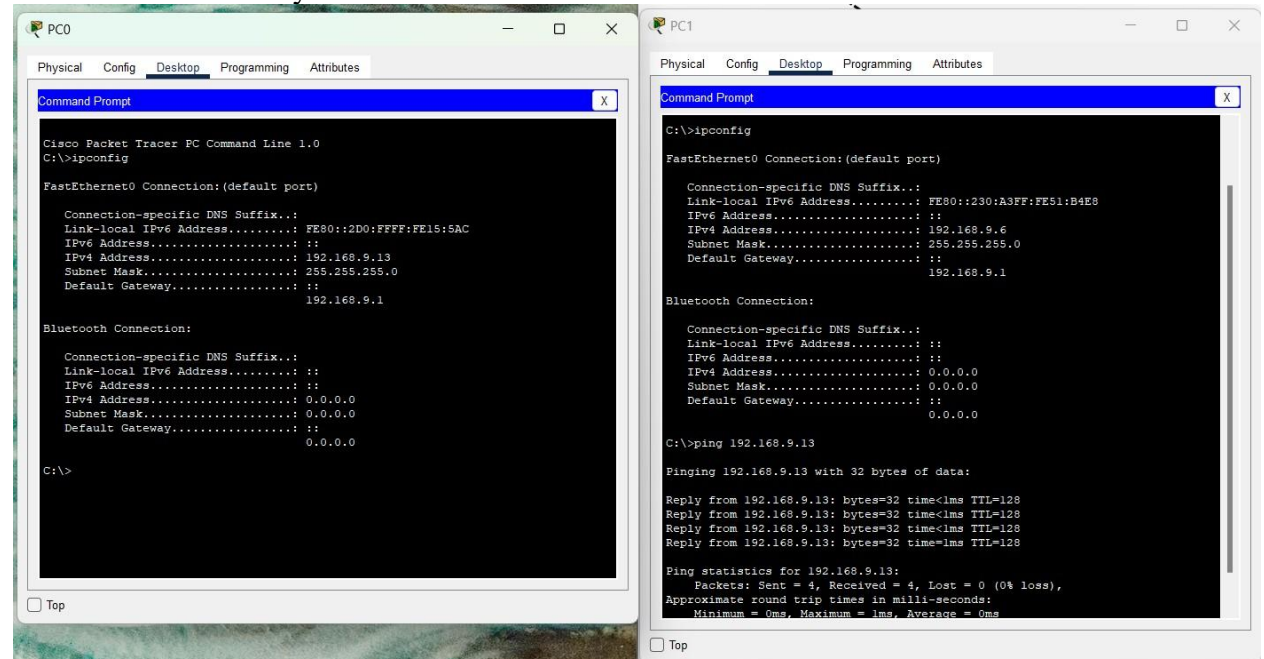 PC0
Physical Config Desktop Programming Attributes
Command Prompt
X
Cisco Packet Tracer PC Command Line 1.0
C:\>ipconfig
FastEthernet0 Connection:(default port)
Connection-specific DNS Suffix..:
Link-local IPv6 Address.........: FE80::2D0:FFFF:FE15:5AC
IPv6 Address....................: ::
IPv4 Address....................: 192.168.9.13
Subnet Mask.....................: 255.255.255.0
Default Gateway.................: ::
192.168.9.1
Bluetooth Connection:
Connection-specific DNS Suffix..:
Link-local IPv6 Address.........: ::
IPv6 Address....................: ::
IPv4 Address....................: 0.0.0.0
Subnet Mask.....................: 0.0.0.0
Default Gateway.................: ::
0.0.0.0
C:\>
Top
PC1
Physical Config Desktop Programming Attributes
Command Prompt
X
C:\>ipconfig
FastEthernet0 Connection:(default port)
Connection-specific DNS Suffix..:
Link-local IPv6 Address.........: FE80::230:A3FF:FE51:B4E8
IPv6 Address....................: ::
IPv4 Address....................: 192.168.9.6
Subnet Mask.....................: 255.255.255.0
Default Gateway.................: ::
192.168.9.1
Bluetooth Connection:
Connection-specific DNS Suffix..:
Link-local IPv6 Address.........: ::
IPv6 Address....................: ::
IPv4 Address....................: 0.0.0.0
Subnet Mask.....................: 0.0.0.0
Default Gateway.................: ::
0.0.0.0
C:\>ping 192.168.9.13
Pinging 192.168.9.13 with 32 bytes of data:
Reply from 192.168.9.13: bytes=32 time<1ms TTL=128
Reply from 192.168.9.13: bytes=32 time<1ms TTL=128
Reply from 192.168.9.13: bytes=32 time<1ms TTL=128
Reply from 192.168.9.13: bytes=32 time=1ms TTL=128
Ping statistics for 192.168.9.13:
Packets: Sent = 4, Received = 4, Lost = 0 (0% loss),
Approximate round trip times in milli-seconds:
Minimum = 0ms, Maximum = 1ms, Average = 0ms
Top